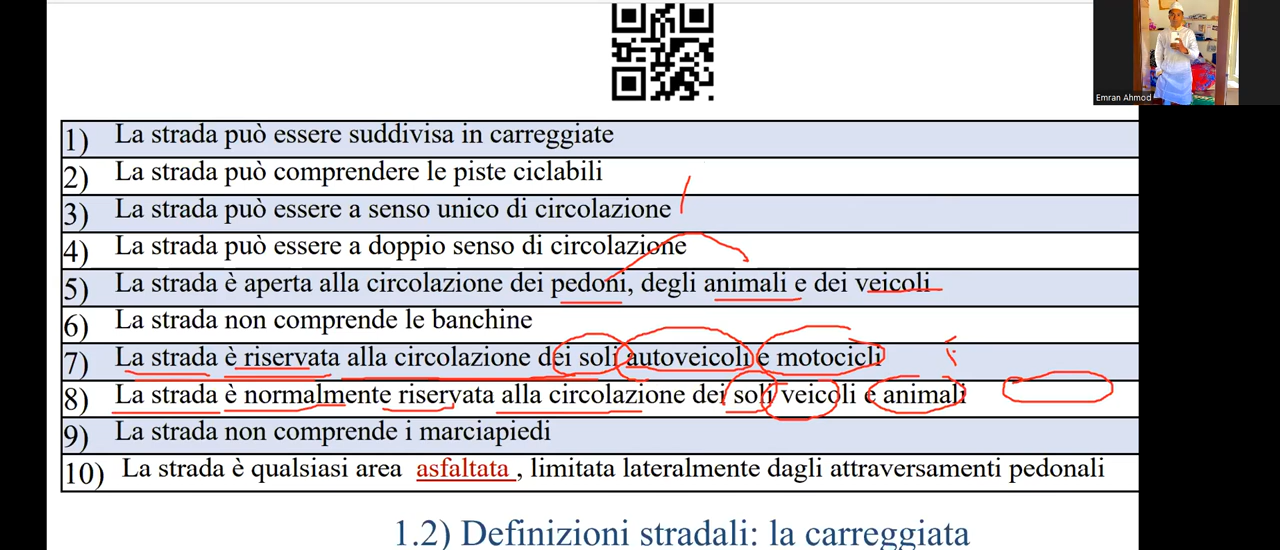 Emran Ahmod
1) La strada può essere suddivisa in carreggiate
2) La strada può comprendere le piste ciclabili
3) La strada può essere a senso unico di circolazione
4) La strada può essere a doppio senso di circolazione
5) La strada è aperta alla circolazione dei pedoni, degli animali e dei veicoli
6) La strada non comprende le banchine
7) La strada è riservata alla circolazione dei soli autoveicoli e motocicli
8) La strada è normalmente riservata alla circolazione dei soli veicoli e animali
9) La strada non comprende i marciapiedi
10) La strada è qualsiasi area asfaltata , limitata lateralmente dagli attraversamenti pedonali
1.2) Definizioni stradali: la carreggiata